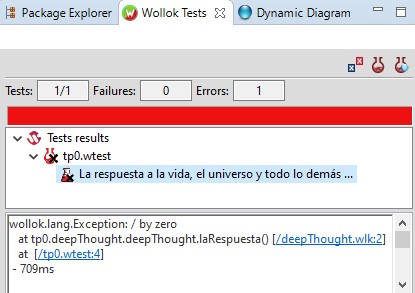 Package Explorer Wollok Tests Dynamic Diagram
Tests: 1/1 Failures: 0 Errors: 1
Tests results
tp0.wtest
La respuesta a la vida, el universo y todo lo demás ...
wollok.lang.Exception: / by zero
at tp0.deepThought.deepThought.laRespuesta() [/deepThought.wlk:2]
at [/tp0.wtest:4]
- 709ms